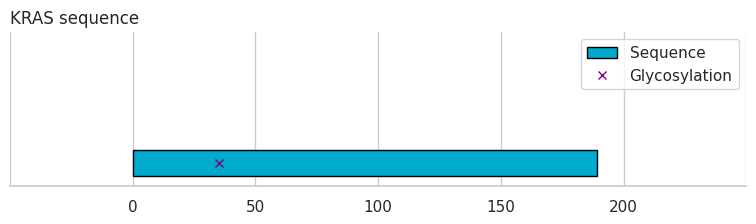 KRAS sequence
Sequence
Glycosylation
0 50 100 150 200